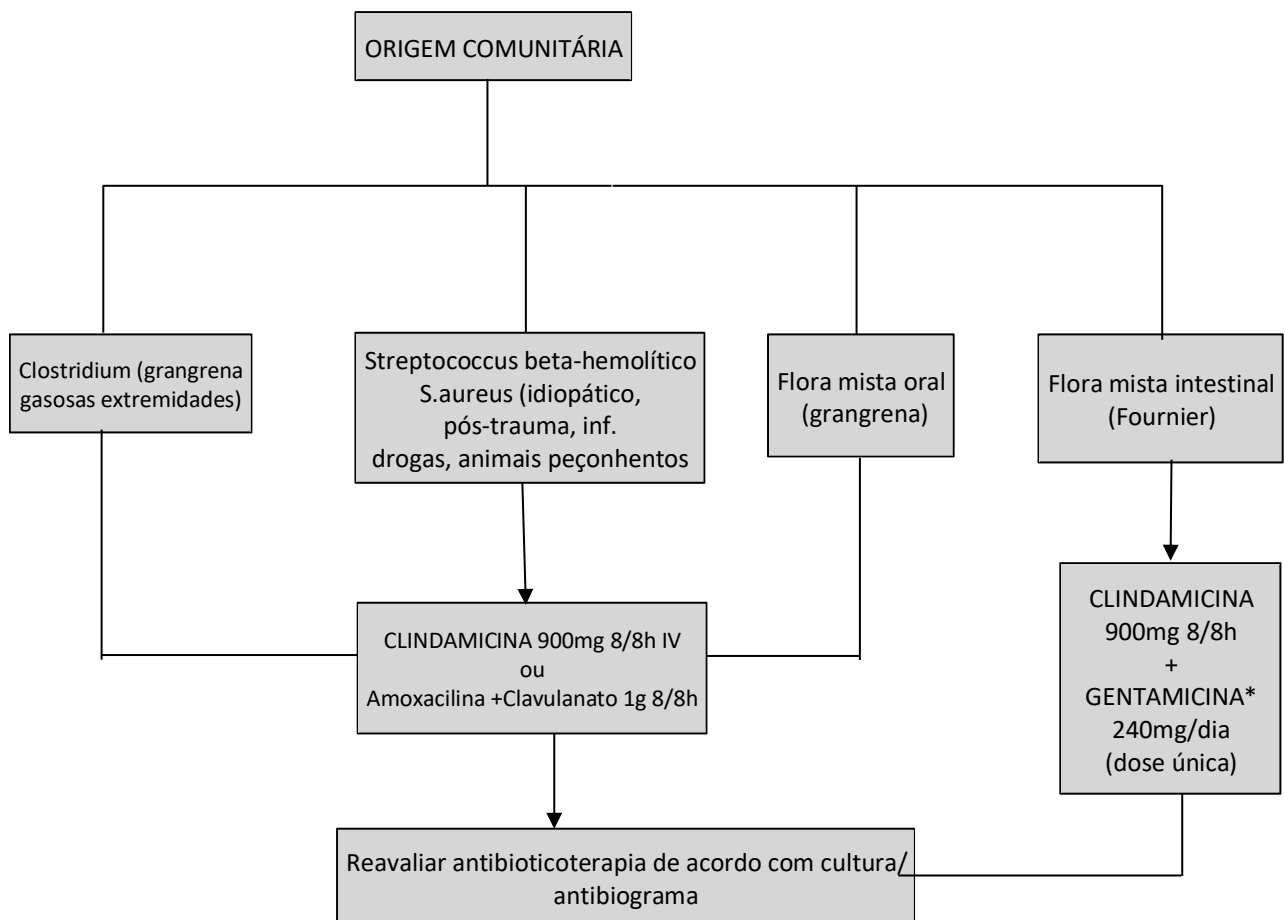 ORIGEM COMUNITÁRIA
Clostridium (grangrena
gasosas extremidades)
Streptococcus beta-hemolítico
S.aureus (idiopático,
pós-trauma, inf.
drogas, animais peçonhentos
Flora mista oral
(grangrena)
Flora mista intestinal
(Fournier)
CLINDAMICINA 900mg 8/8h IV
ou
Amoxacilina +Clavulanato 1g 8/8h
CLINDAMICINA
900mg 8/8h
+
GENTAMICINA*
240mg/dia
(dose única)
Reavaliar antibioticoterapia de acordo com cultura/
antibiograma